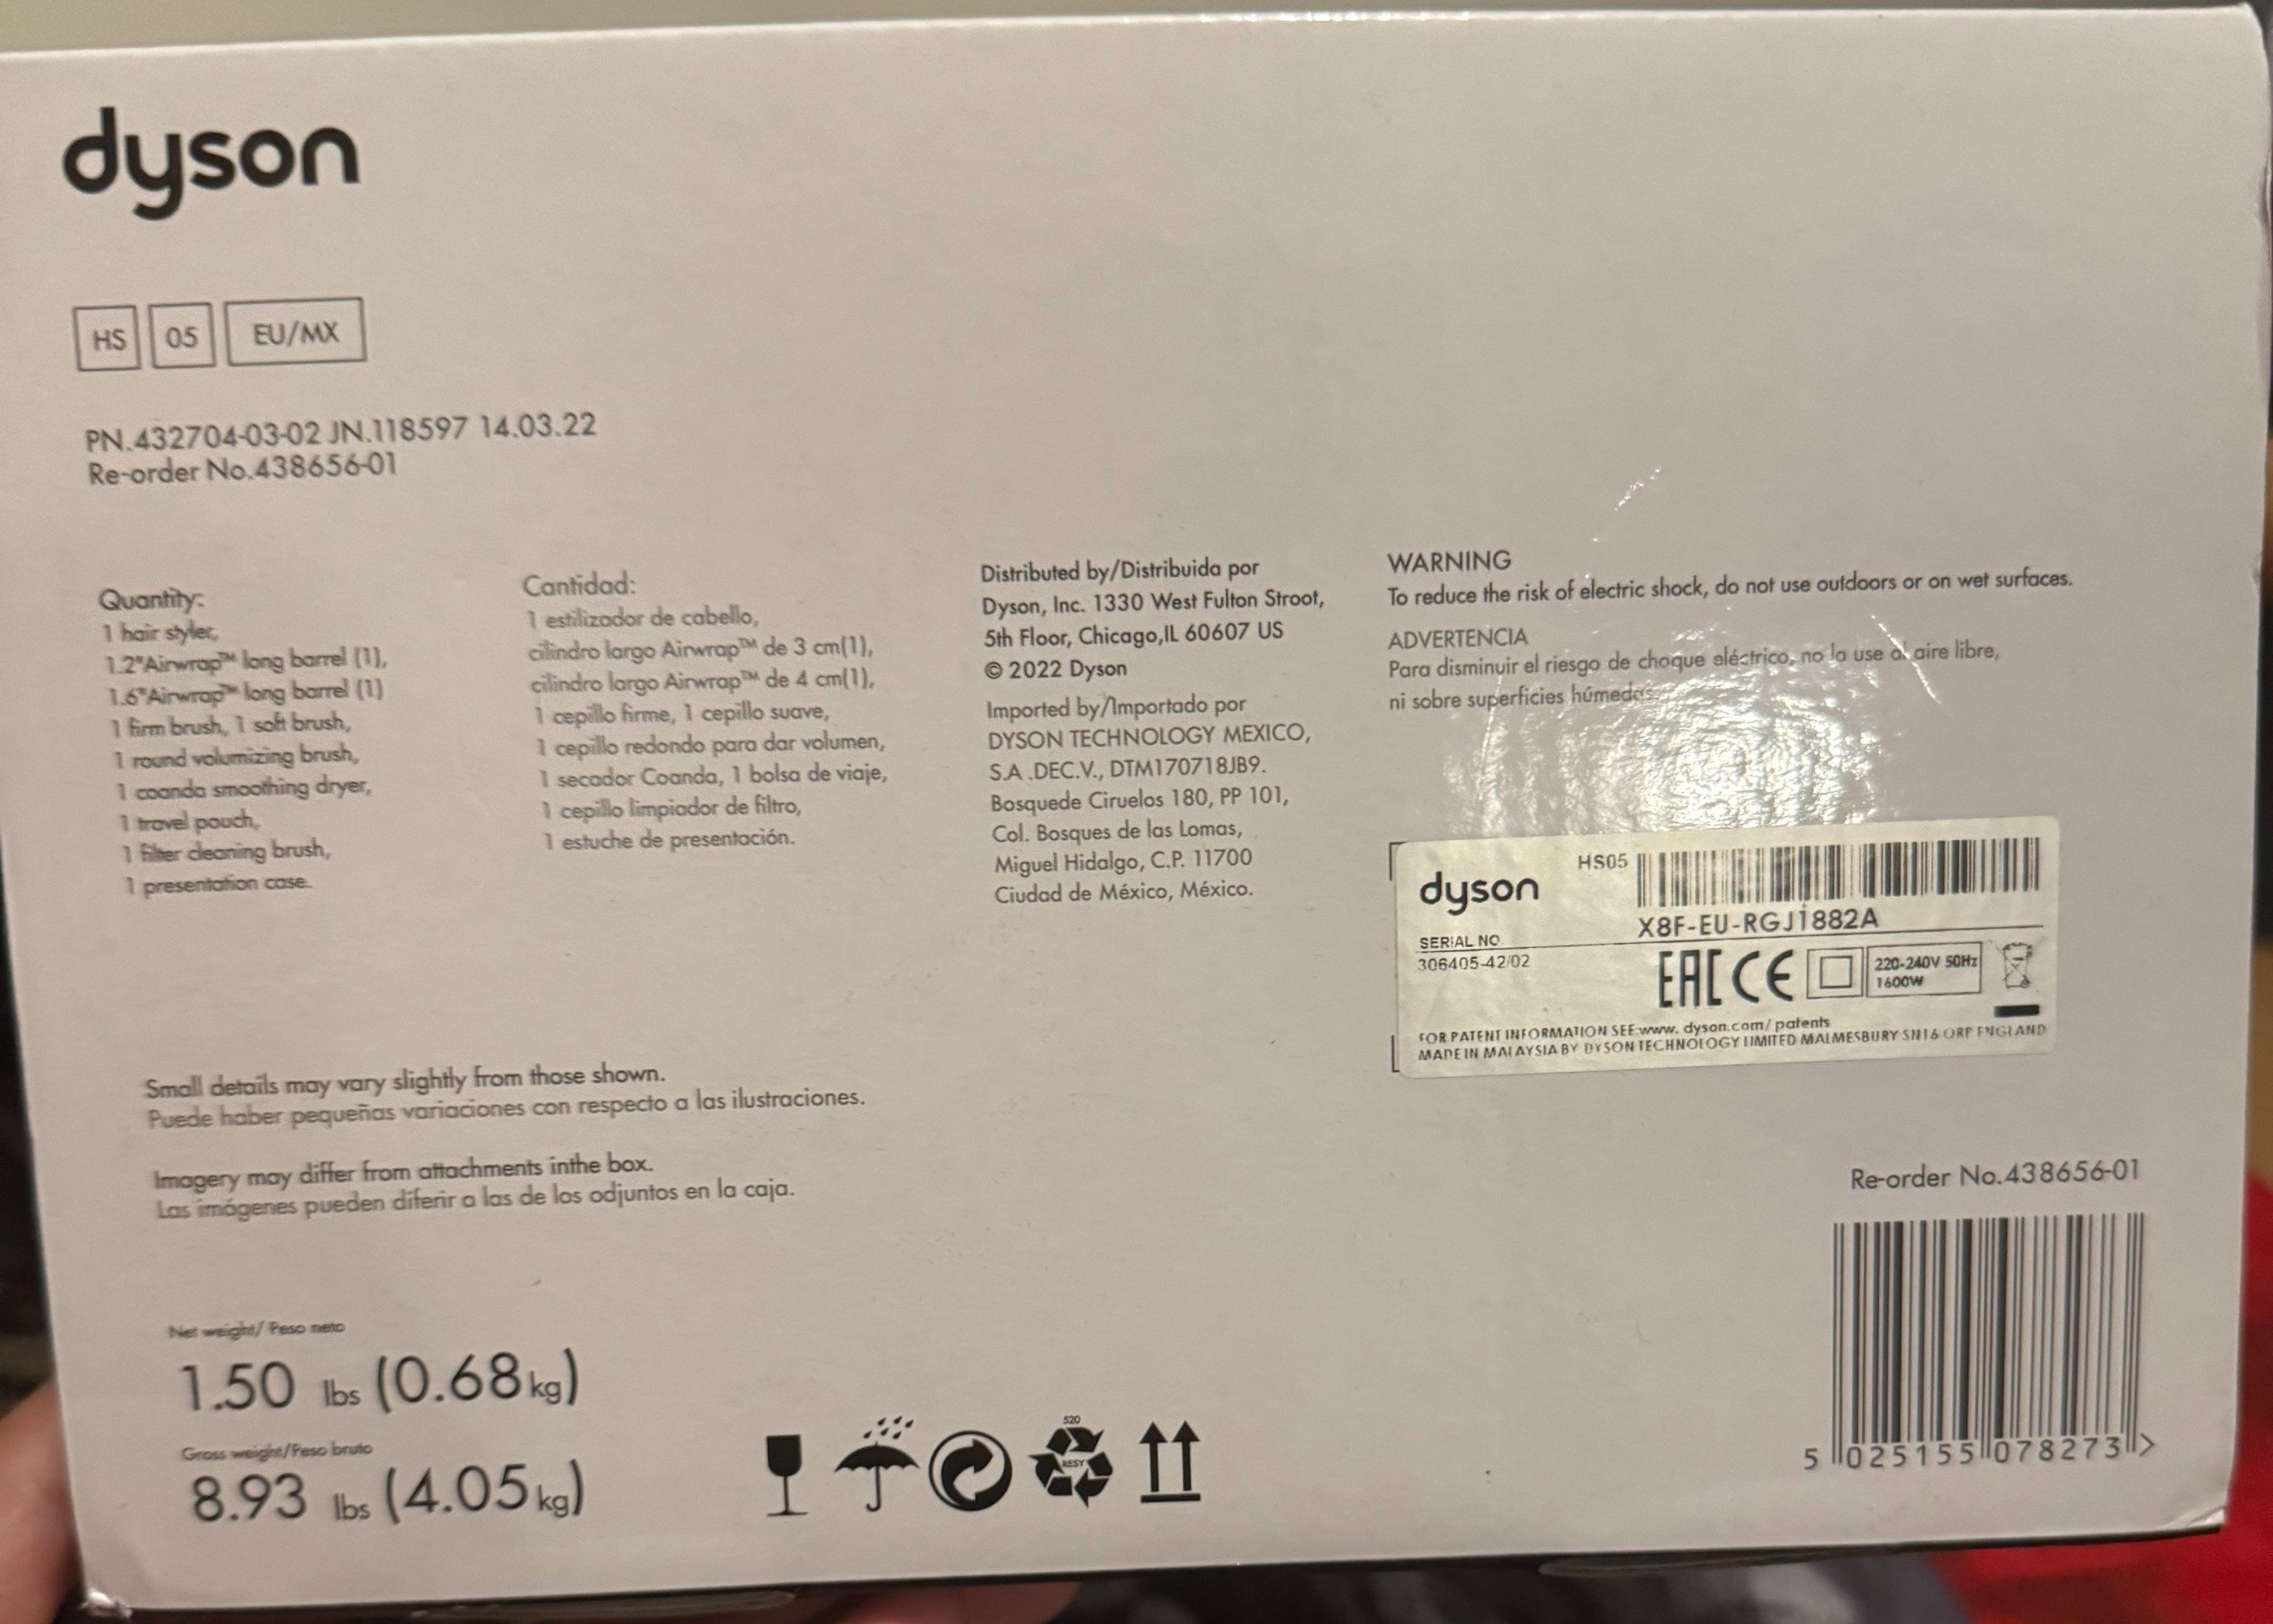 dyson
HS 05 EU/MX
PN.432704-03-02 JN.118597 14.03.22
Re-order No.438656-01
Quantity:
1 hair styler,
1.2"Airwrap™ long barrel (1),
1.6"Airwrap™ long barrel (1)
1 firm brush, 1 soft brush,
1 round volumizing brush,
1 coanda smoothing dryer,
1 travel pouch,
1 filter cleaning brush,
1 presentation case.
Cantidad:
1 estilizador de cabello,
cilindro largo Airwrap™ de 3 cm(1),
cilindro largo Airwrap™ de 4 cm(1),
1 cepillo firme, 1 cepillo suave,
1 cepillo redondo para dar volumen,
1 secador Coanda, 1 bolsa de viaje,
1 cepillo limpiador de filtro,
1 estuche de presentación.
Distributed by/Distribuida por
Dyson, Inc. 1330 West Fulton Stroot,
5th Floor, Chicago,IL 60607 US
© 2022 Dyson
Imported by/Importado por
DYSON TECHNOLOGY MEXICO,
S.A .DEC.V., DTM170718JB9.
Bosquede Ciruelos 180, PP 101,
Col. Bosques de las Lomas,
Miguel Hidalgo, C.P. 11700
Ciudad de México, México.
WARNING
To reduce the risk of electric shock, do not use outdoors or on wet surfaces.
ADVERTENCIA
Para disminuir el riesgo de choque eléctrico, no la use al aire libre,
ni sobre superficies húmedas.
dyson HS05
X8F-EU-RGJ1882A
SERIAL NO.
306405-42/02
EAC CE 220-240V 50Hz
1600W
FOR PATENT INFORMATION SEE:www. dyson.com/ patents
MADE IN MALAYSIA BY DYSON TECHNOLOGY LIMITED MALMESBURY SN16 ORP ENGLAND
Small details may vary slightly from those shown.
Puede haber pequeñas variaciones con respecto a las ilustraciones.
Imagery may differ from attachments inthe box.
Las imágenes pueden diferir a las de los odjuntos en la caja.
Re-order No.438656-01
5 025155 078273 >
Net weight/ Peso neto
1.50 lbs (0.68kg)
Gross weight/Peso bruto
8.93 lbs (4.05kg)
520
RESY